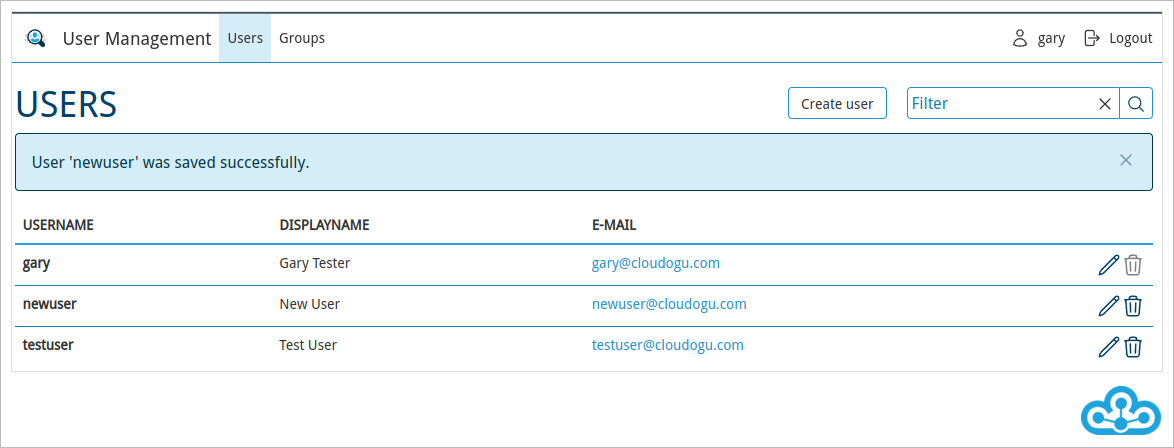 User Management Users Groups gary Logout
USERS Create user Filter
User 'newuser' was saved successfully.
USERNAME DISPLAYNAME E-MAIL
gary Gary Tester gary@cloudogu.com
newuser New User newuser@cloudogu.com
testuser Test User testuser@cloudogu.com